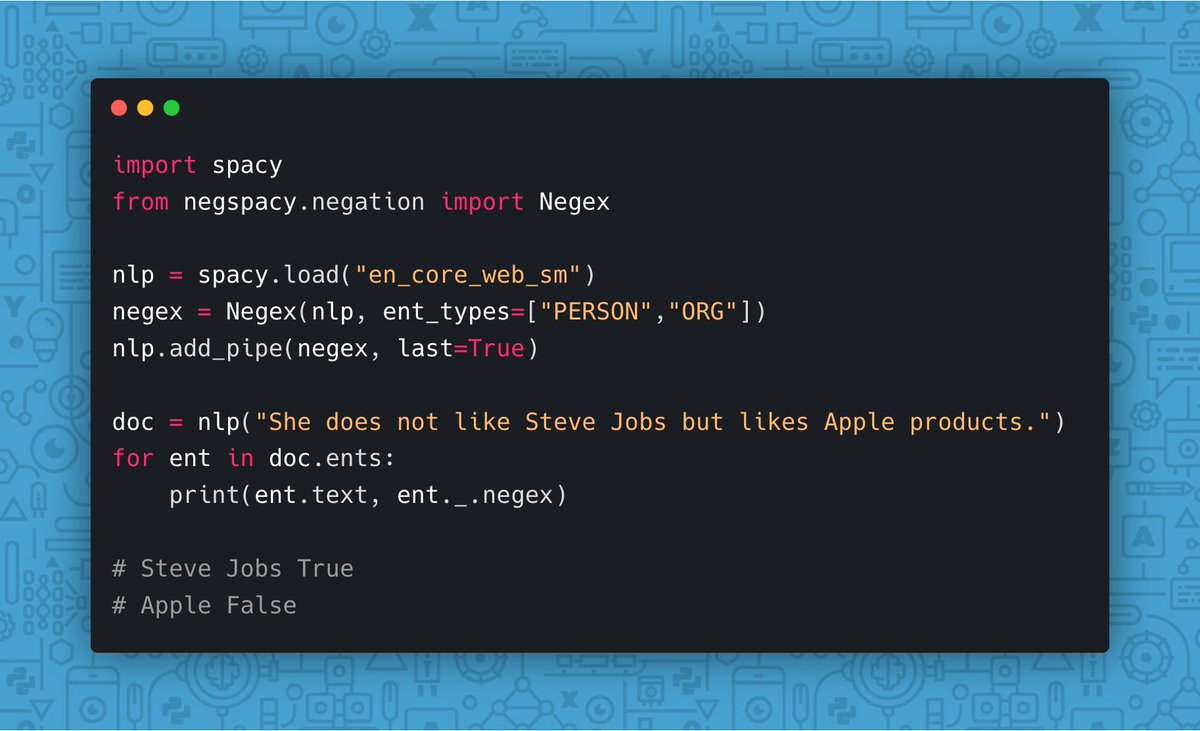 import spacy
from negspacy.negation import Negex
nlp = spacy.load("en_core_web_sm")
negex = Negex(nlp, ent_types=["PERSON","ORG"])
nlp.add_pipe(negex, last=True)
doc = nlp("She does not like Steve Jobs but likes Apple products.")
for ent in doc.ents:
    print(ent.text, ent._.negex)
# Steve Jobs True
# Apple False